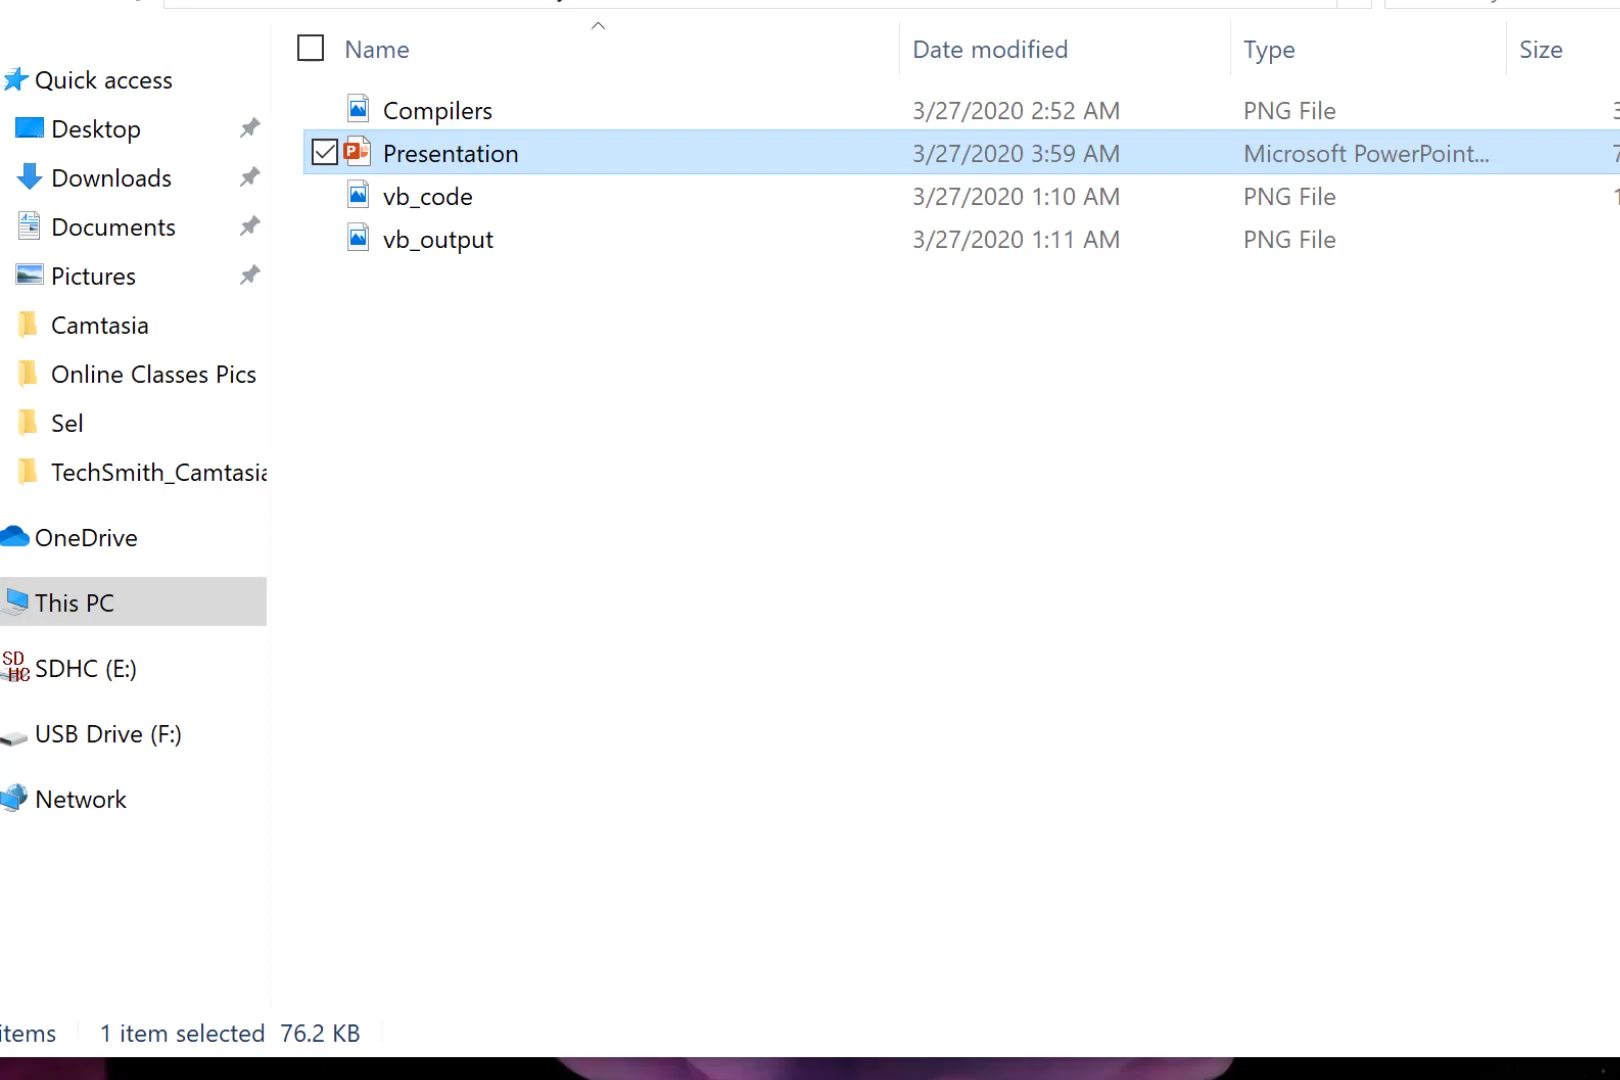 Name Date modified Type Size
Quick access
Desktop
Downloads
Documents
Pictures
Camtasia
Online Classes Pics
Sel
TechSmith_Camtasia
OneDrive
This PC
SDHC (E:)
USB Drive (F:)
Network
Compilers 3/27/2020 2:52 AM PNG File
Presentation 3/27/2020 3:59 AM Microsoft PowerPoint...
vb_code 3/27/2020 1:10 AM PNG File
vb_output 3/27/2020 1:11 AM PNG File
items 1 item selected 76.2 KB